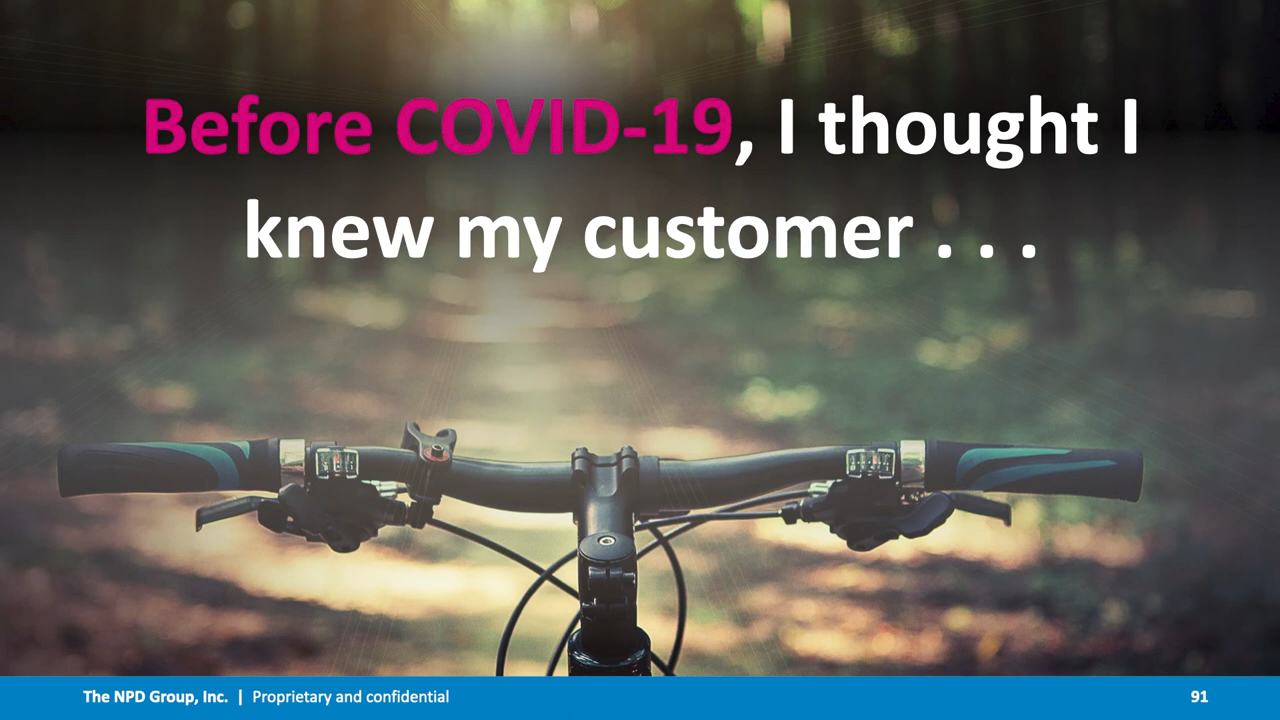 Before COVID-19, I thought I
knew my customer . . .
The NPD Group, Inc. | Proprietary and confidential
91